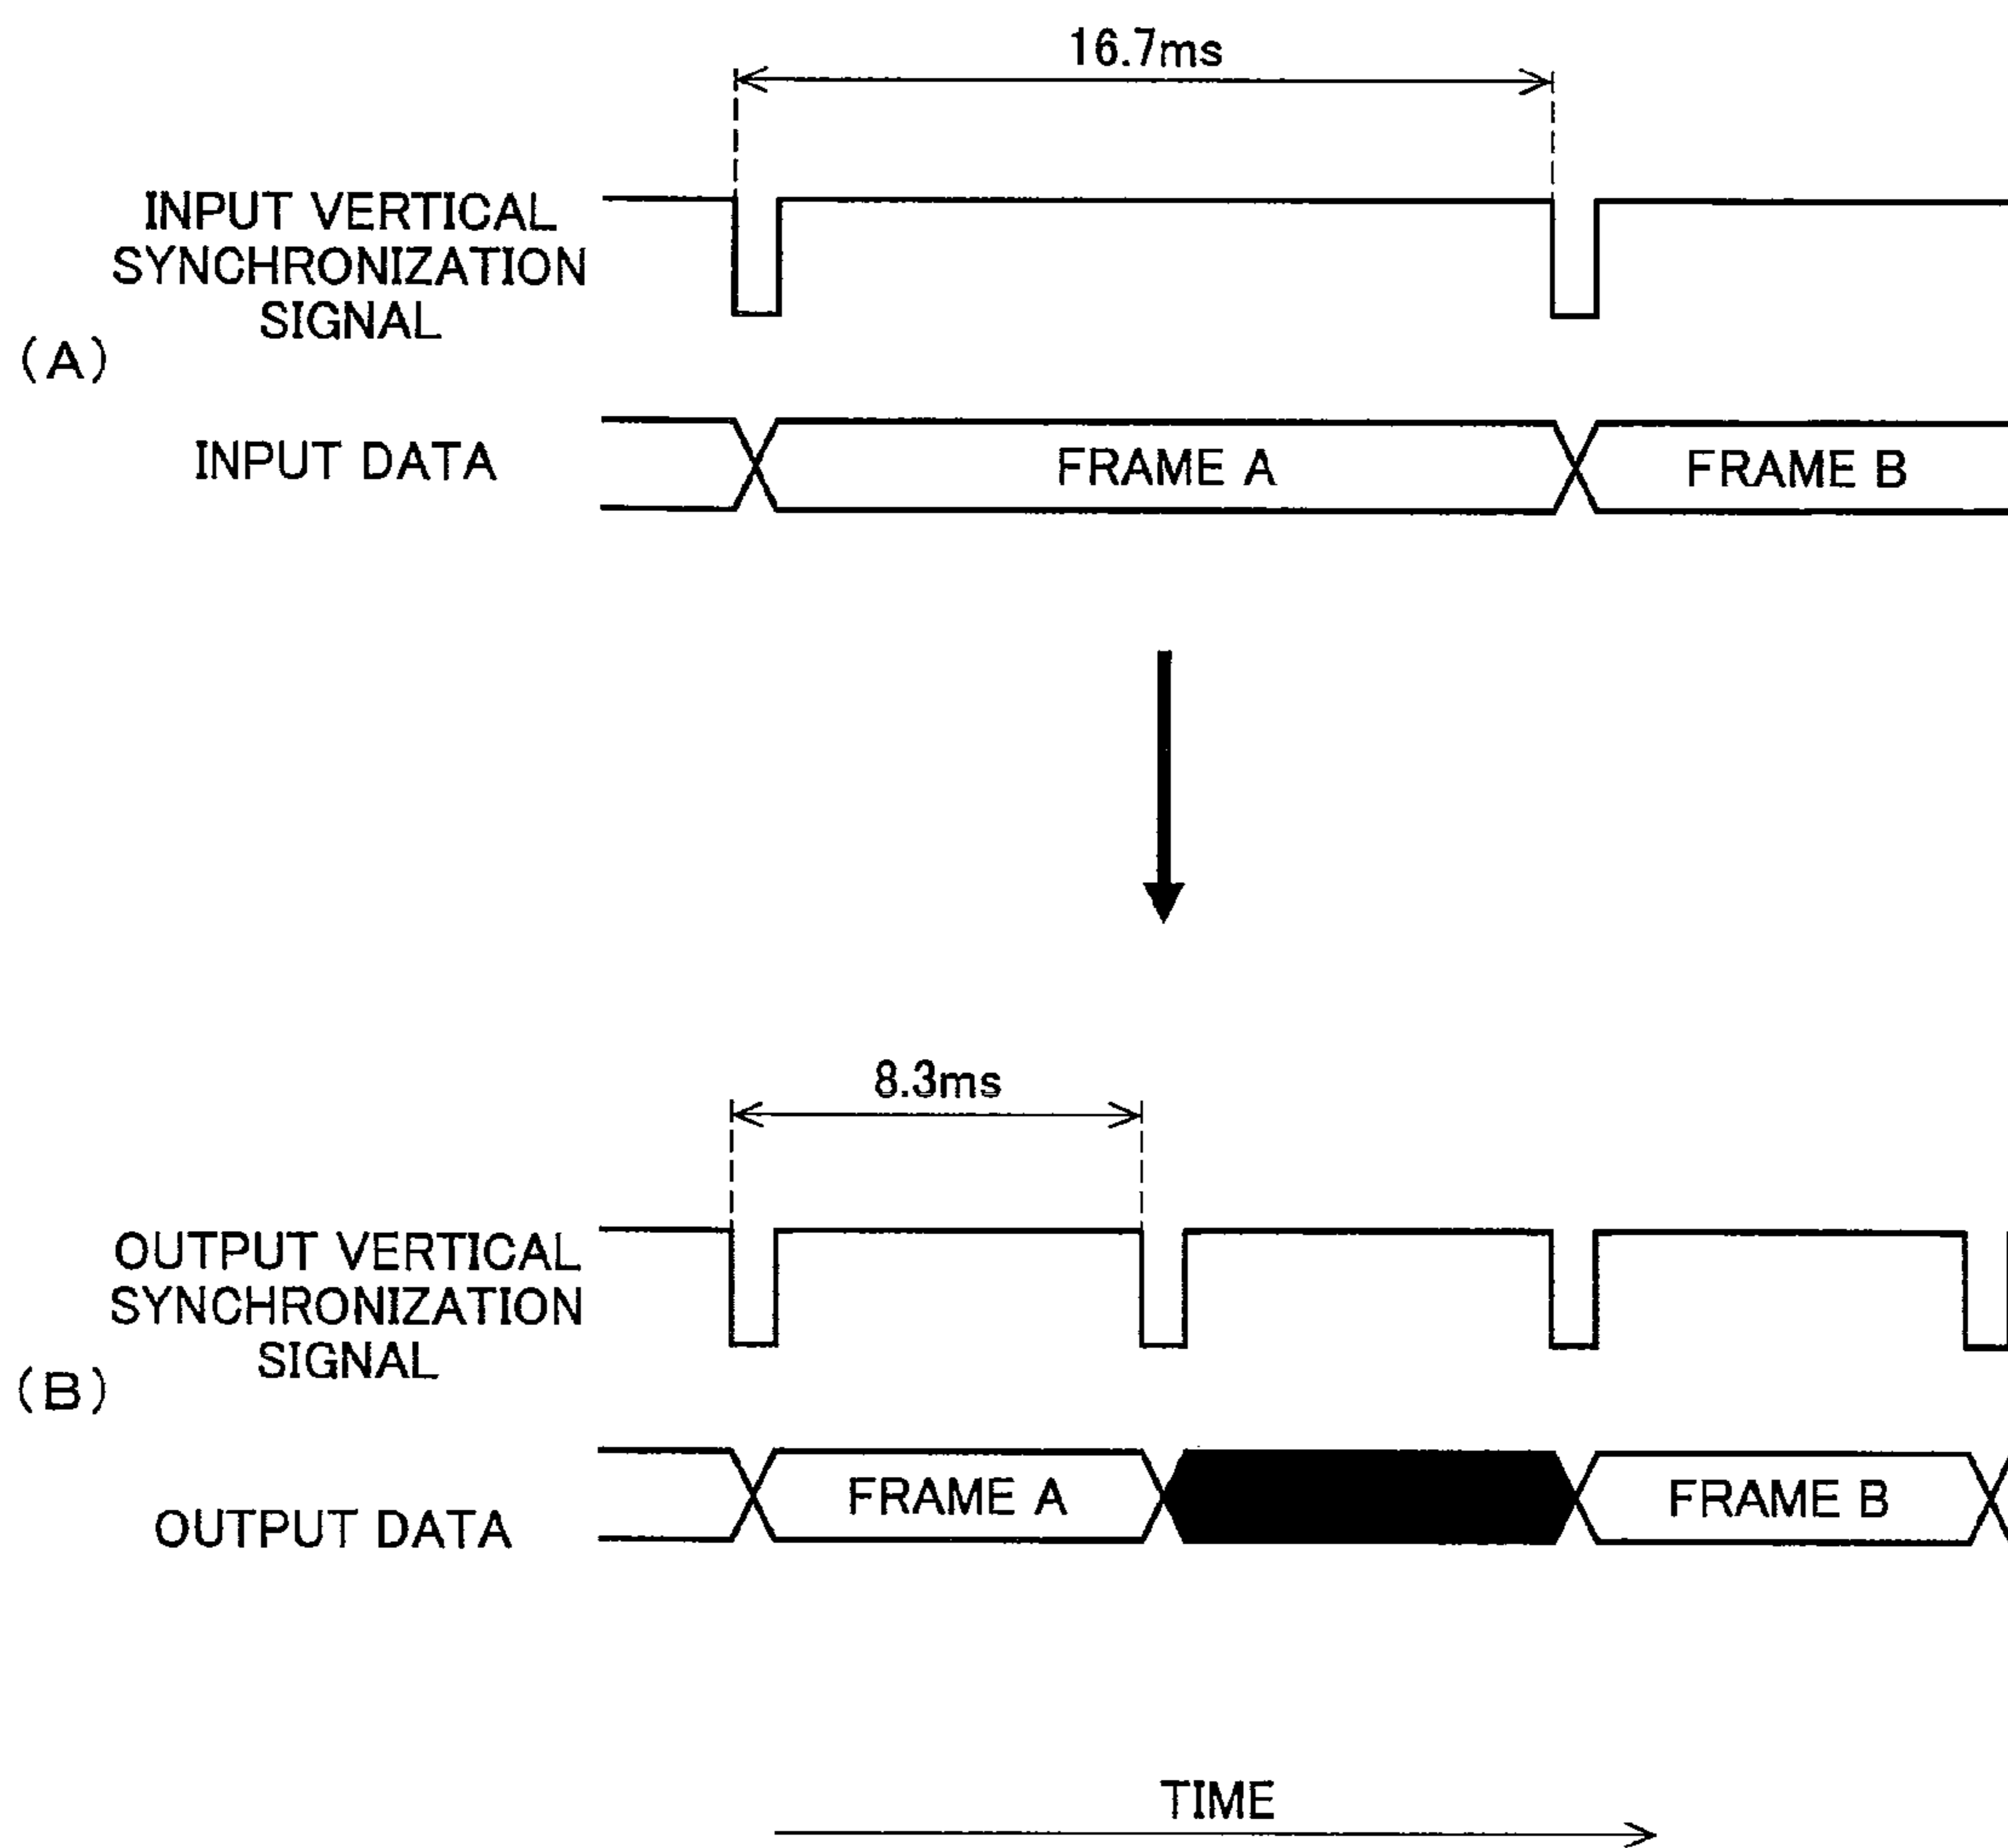 16.7ms
INPUT VERTICAL
SYNCHRONIZATION
SIGNAL
(A)
INPUT DATA
FRAME A
FRAME B
8.3ms
OUTPUT VERTICAL
SYNCHRONIZATION
SIGNAL
(B)
OUTPUT DATA
FRAME A
FRAME B
TIME